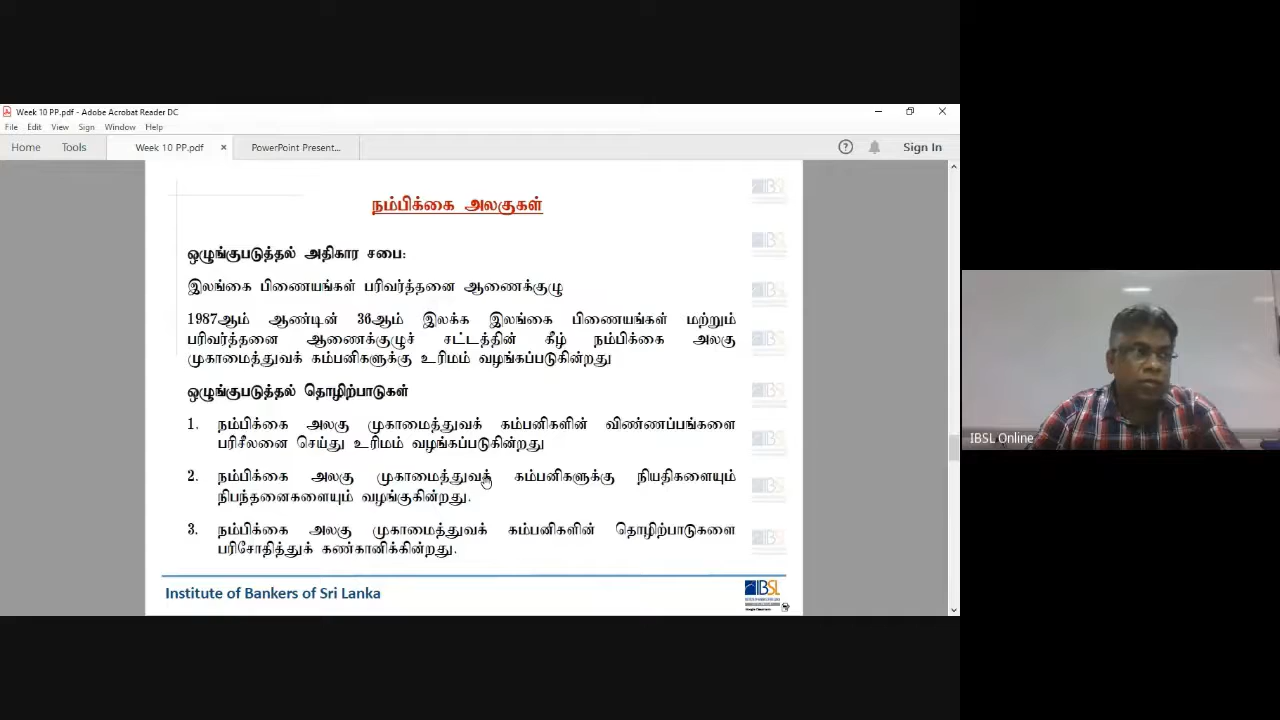 Week 10 PP.pdf - Adobe Acrobat Reader DC
File Edit View Sign Window Help
Home Tools Week 10 PP.pdf × PowerPoint Present... Sign In
நம்பிக்கை அலகுகள்
ஒழுங்குபடுத்தல் அதிகார சபை:
இலங்கை பிணையங்கள் பரிவர்த்தனை ஆணைக்குழு
1987ஆம் ஆண்டின் 36ஆம் இலக்க இலங்கை பிணையங்கள் மற்றும்
பரிவர்த்தனை ஆணைக்குழுச் சட்டத்தின் கீழ் நம்பிக்கை அலகு
முகாமைத்துவக் கம்பனிகளுக்கு உரிமம் வழங்கப்படுகின்றது
ஒழுங்குபடுத்தல் தொழிற்பாடுகள்
1. நம்பிக்கை அலகு முகாமைத்துவக் கம்பனிகளின் விண்ணப்பங்களை
பரிசீலனை செய்து உரிமம் வழங்கப்படுகின்றது
2. நம்பிக்கை அலகு முகாமைத்துவக் கம்பனிகளுக்கு நியதிகளையும்
நிபந்தனைகளையும் வழங்குகின்றது.
3. நம்பிக்கை அலகு முகாமைத்துவக் கம்பனிகளின் தொழிற்பாடுகளை
பரிசோதித்துக் கண்காணிக்கின்றது.
Institute of Bankers of Sri Lanka
IBSL
IBSL Online